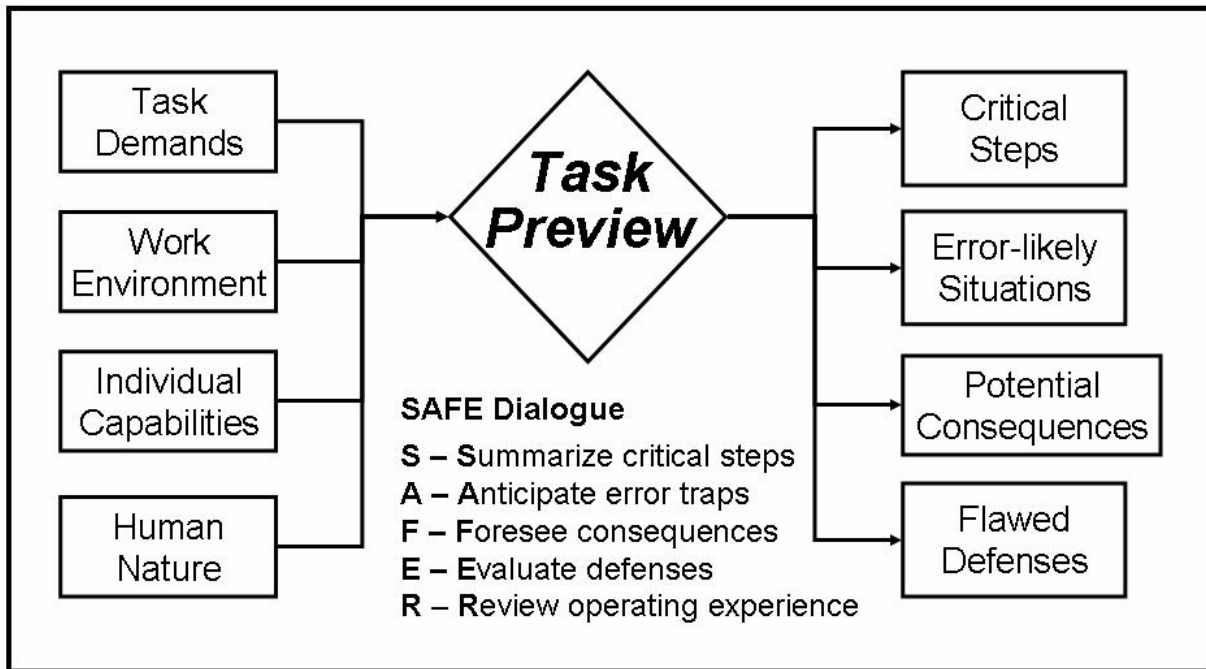 Task
Demands
Work
Environment
Individual
Capabilities
Human
Nature
Task
Preview
SAFE Dialogue
S – Summarize critical steps
A – Anticipate error traps
F – Foresee consequences
E – Evaluate defenses
R – Review operating experience
Critical
Steps
Error-likely
Situations
Potential
Consequences
Flawed
Defenses